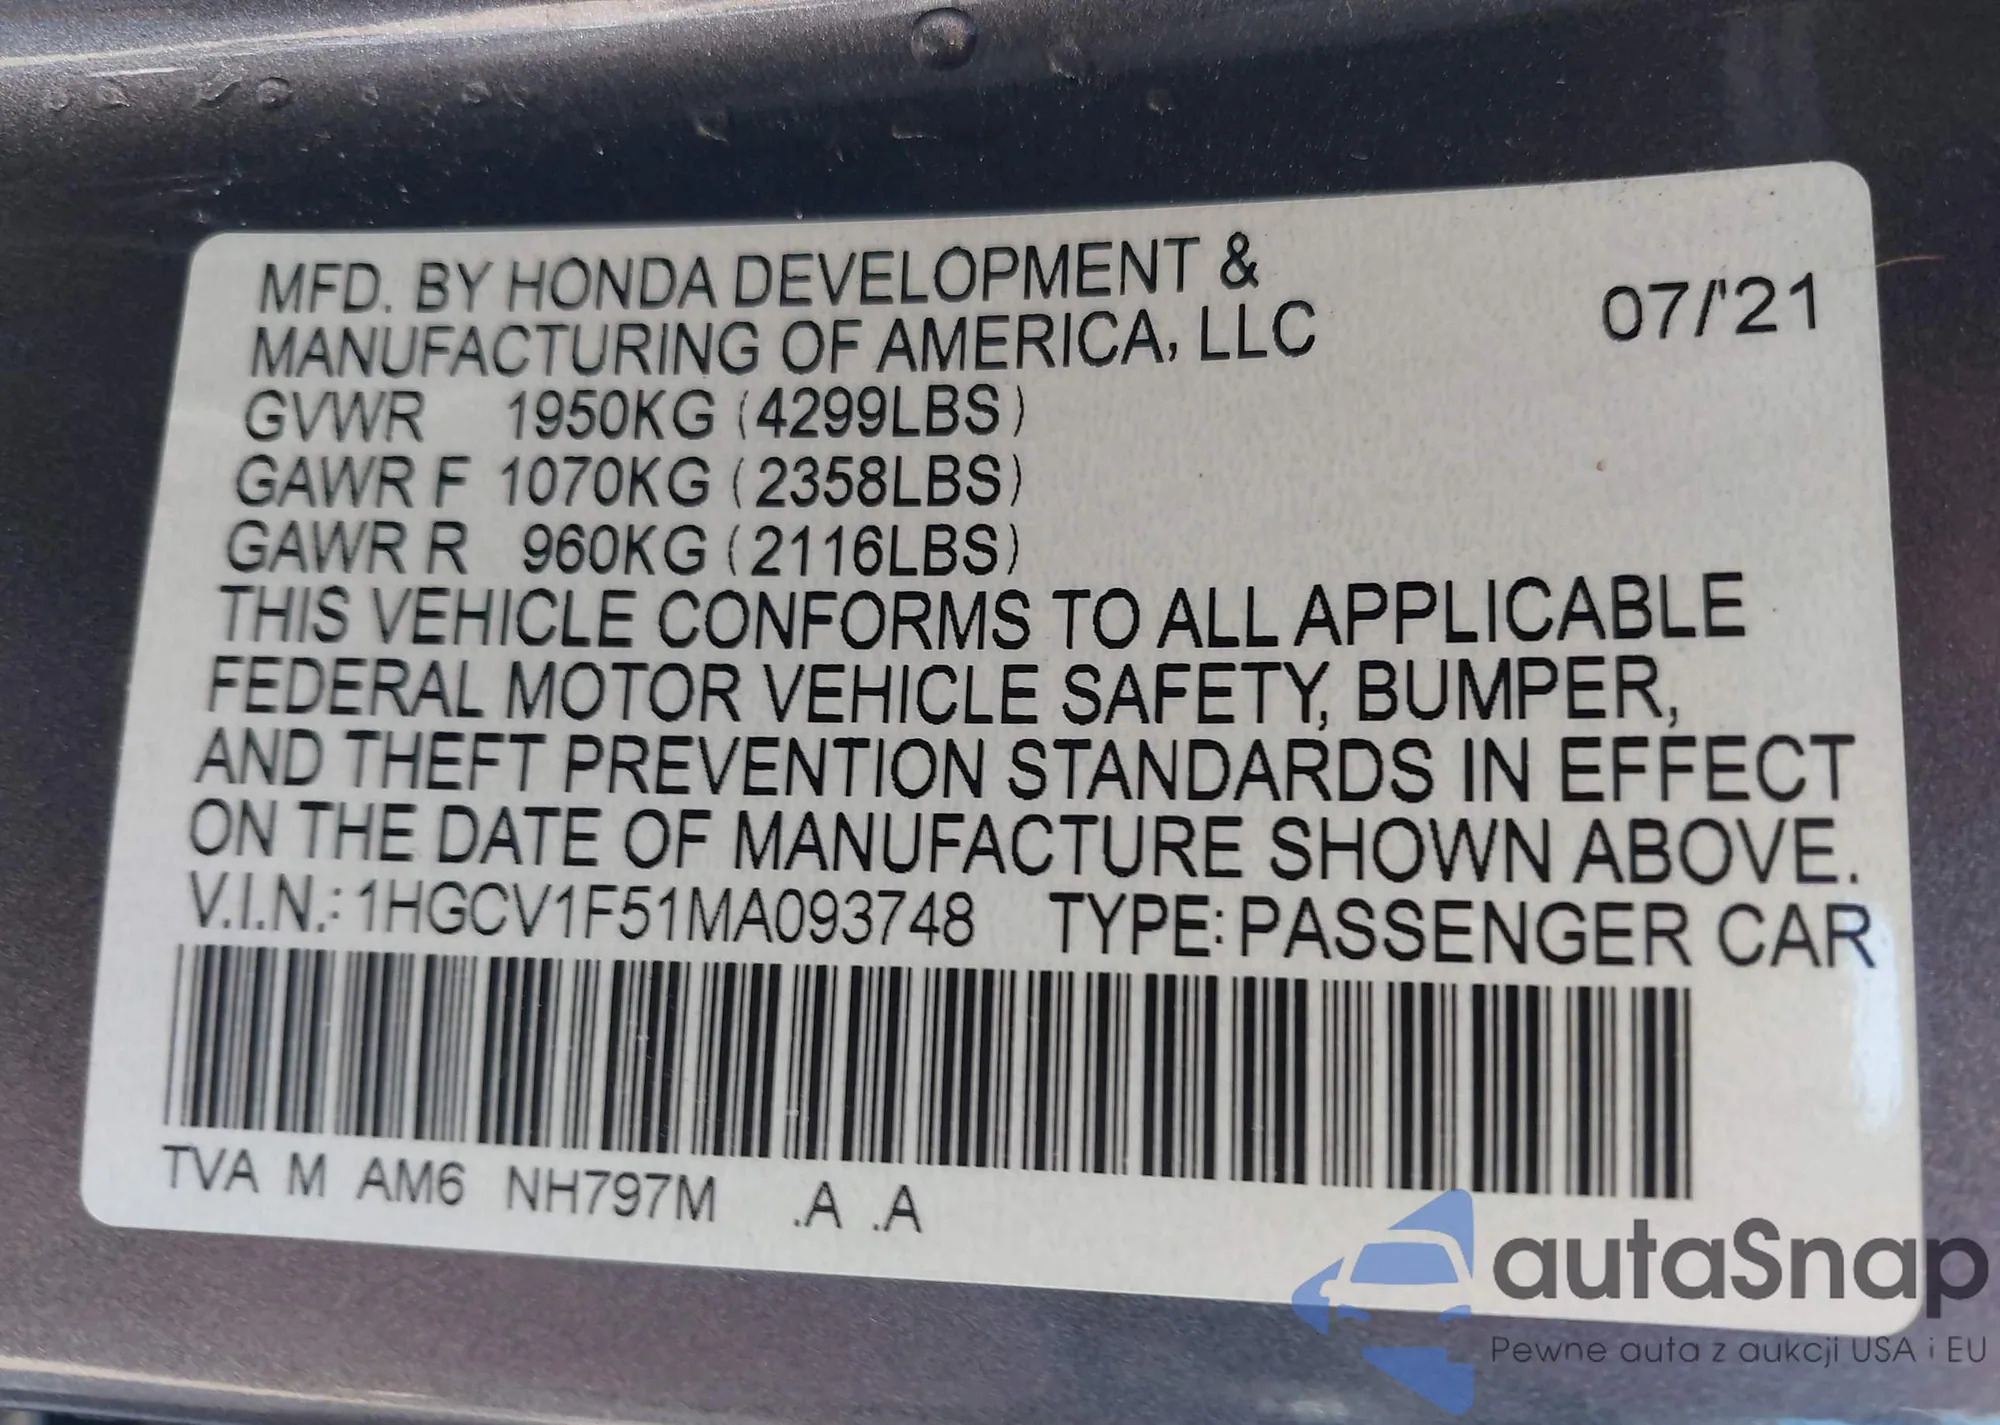 MFD. BY HONDA DEVELOPMENT &
MANUFACTURING OF AMERICA, LLC 07/'21
GVWR 1950KG (4299LBS)
GAWR F 1070KG (2358LBS)
GAWR R 960KG (2116LBS)
THIS VEHICLE CONFORMS TO ALL APPLICABLE
FEDERAL MOTOR VEHICLE SAFETY, BUMPER,
AND THEFT PREVENTION STANDARDS IN EFFECT
ON THE DATE OF MANUFACTURE SHOWN ABOVE.
V.I.N.: 1HGCV1F51MA093748 TYPE: PASSENGER CAR
TVA M AM6 NH797M .A .A
autaSnap
Pewne auta z aukcji USA i EU